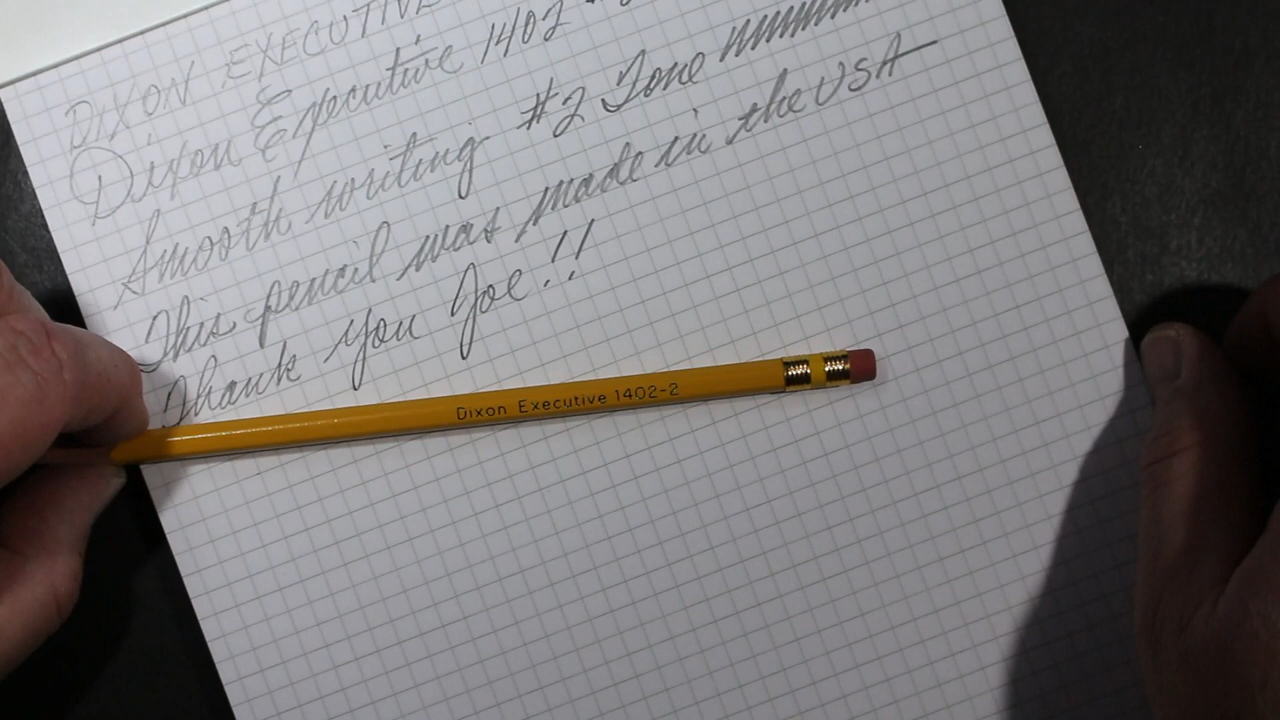 DIXON EXECUTIVE
Dixon Executive 1402
Smooth writing #2 Tone
This pencil was made in the USA
Thank you Joe!!
Dixon Executive 1402-2